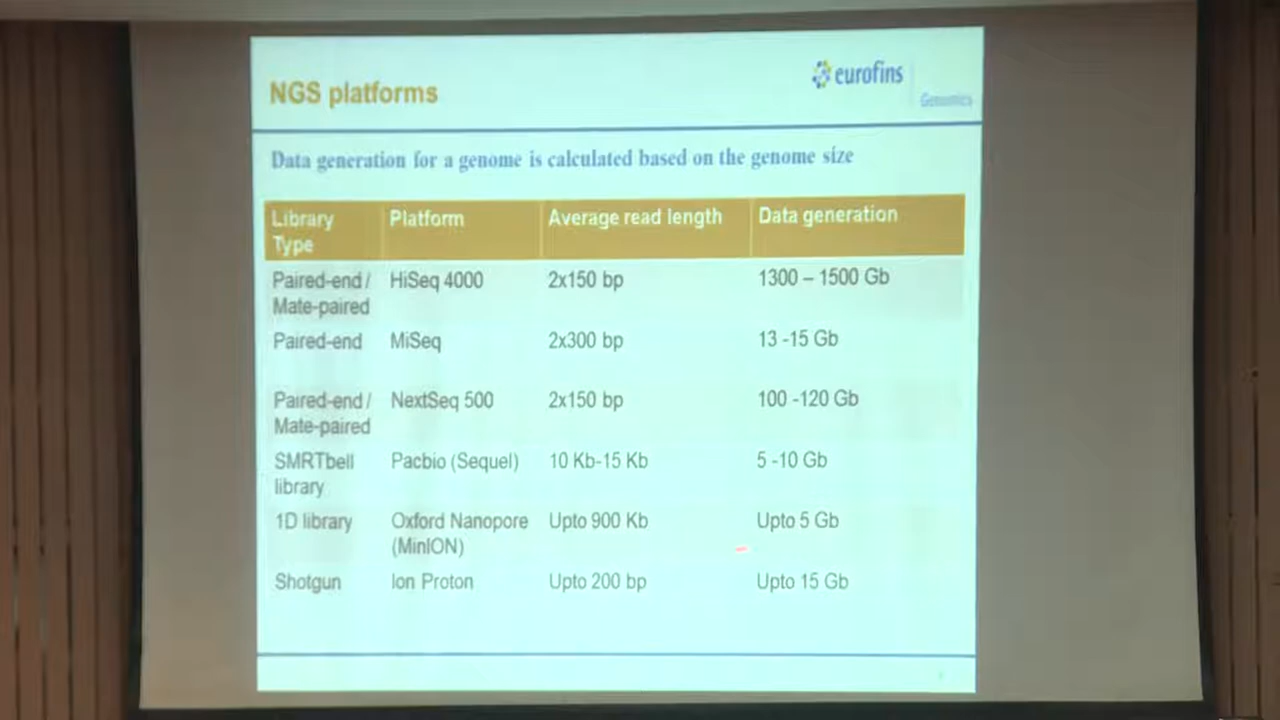 NGS platforms
eurofins
Genomics
Data generation for a genome is calculated based on the genome size
Library Type Platform Average read length Data generation
Paired-end / Mate-paired HiSeq 4000 2x150 bp 1300 – 1500 Gb
Paired-end MiSeq 2x300 bp 13 -15 Gb
Paired-end / Mate-paired NextSeq 500 2x150 bp 100 -120 Gb
SMRTbell library Pacbio (Sequel) 10 Kb-15 Kb 5 -10 Gb
1D library Oxford Nanopore (MinION) Upto 900 Kb Upto 5 Gb
Shotgun Ion Proton Upto 200 bp Upto 15 Gb